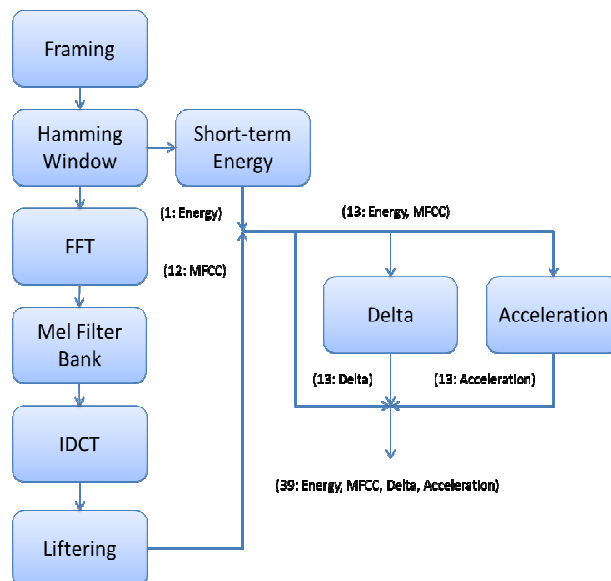 Framing
Hamming
Window
Short-term
Energy
(1: Energy)
(13: Energy, MFCC)
FFT
(12: MFCC)
Mel Filter
Bank
Delta
Acceleration
(13: Delta)
(13: Acceleration)
IDCT
(39: Energy, MFCC, Delta, Acceleration)
Liftering